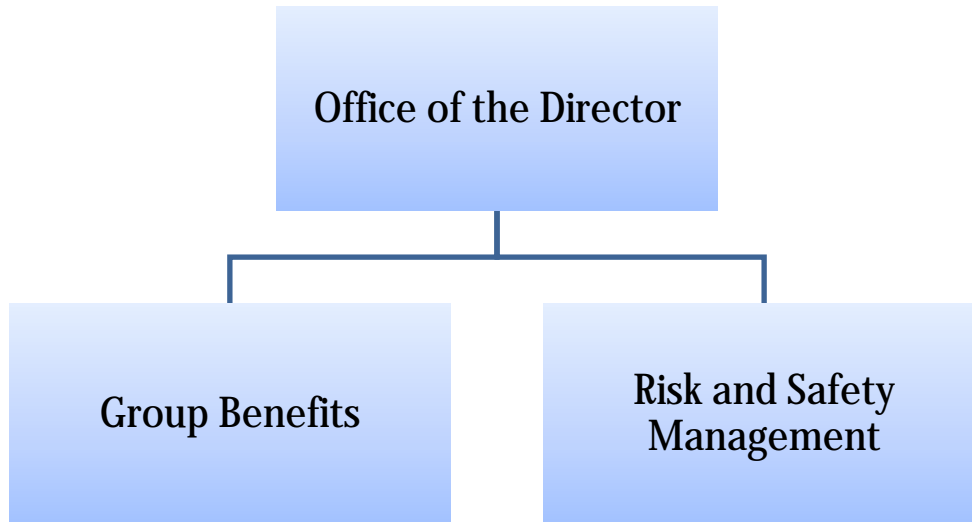 Office of the Director
Group Benefits
Risk and Safety
Management